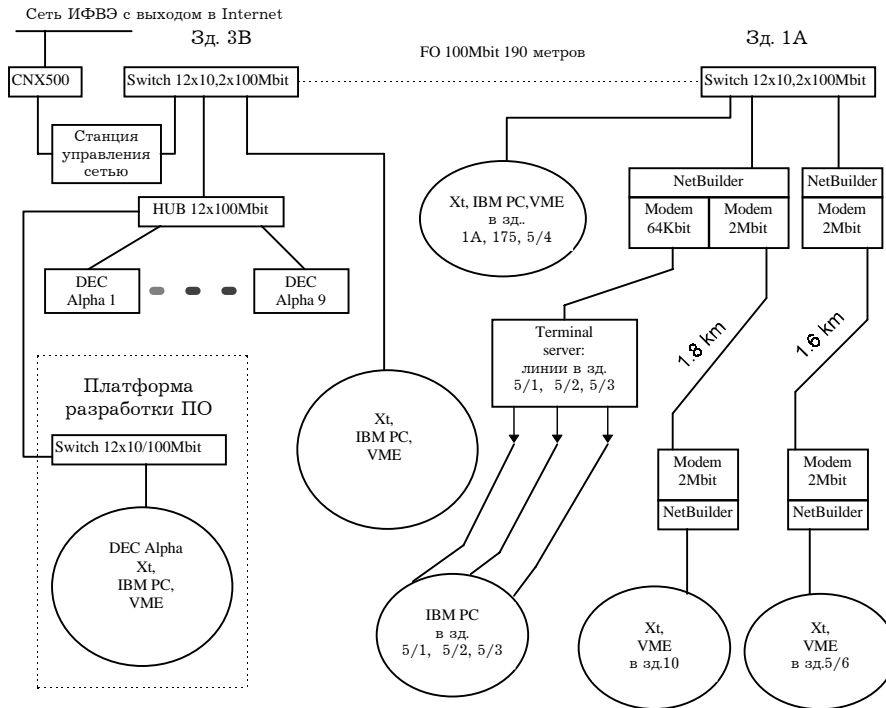 Сеть ИФВЭ с выходом в Internet
Зд. 3В
FO 100Mbit 190 метров
Зд. 1А
CNX500
Switch 12x10,2x100Mbit
Switch 12x10,2x100Mbit
Станция
управления
сетью
HUB 12x100Mbit
DEC
Alpha 1
DEC
Alpha 9
Xt, IBM PC,VME
в зд..
1А, 175, 5/4
NetBuilder
Modem
64Kbit
Modem
2Mbit
NetBuilder
Modem
2Mbit
Terminal
server:
линии в зд.
5/1, 5/2, 5/3
1.8 km
1.6 km
Платформа
разработки ПО
Switch 12x10/100Mbit
DEC Alpha
Xt,
IBM PC,
VME
Xt,
IBM PC,
VME
Modem
2Mbit
NetBuilder
Modem
2Mbit
NetBuilder
IBM PC
в зд.
5/1, 5/2, 5/3
Xt,
VME
в зд.10
Xt,
VME
в зд.5/6